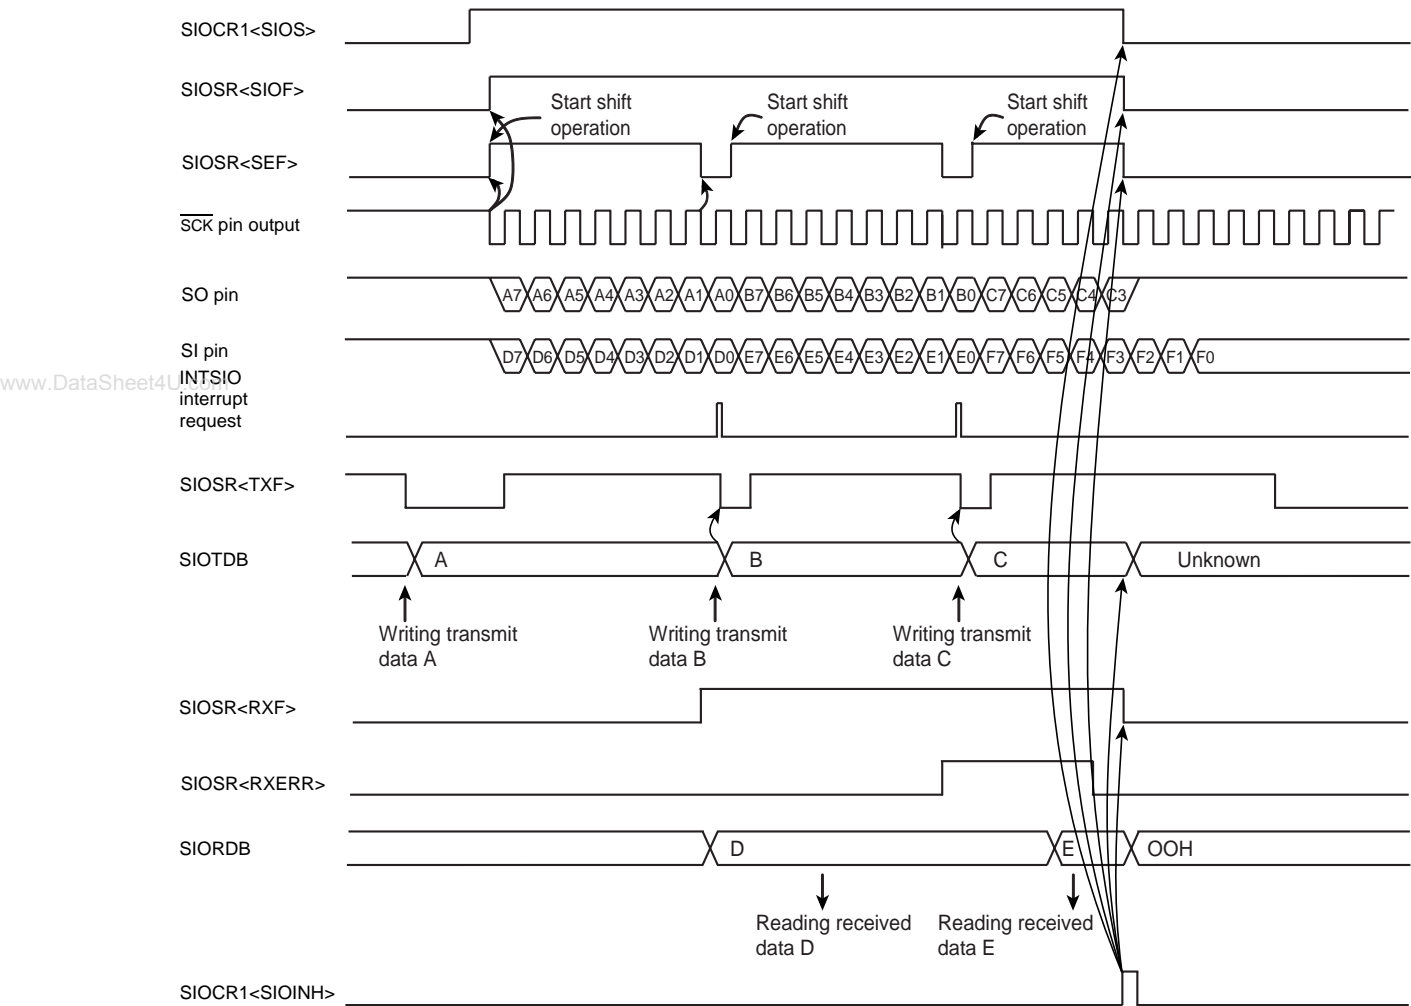 SIOCR1<SIOS>
SIOSR<SIOF>
Start shift
operation
Start shift
operation
Start shift
operation
SIOSR<SEF>
SCK pin output
SO pin
A7 A6 A5 A4 A3 A2 A1 A0 B7 B6 B5 B4 B3 B2 B1 B0 C7 C6 C5 C4 C3
SI pin
D7 D6 D5 D4 D3 D2 D1 D0 E7 E6 E5 E4 E3 E2 E1 E0 F7 F6 F5 F4 F3 F2 F1 F0
www.DataSheet4U.com
INTSIO
interrupt
request
SIOSR<TXF>
SIOTDB
A
B
C
Unknown
Writing transmit
data A
Writing transmit
data B
Writing transmit
data C
SIOSR<RXF>
SIOSR<RXERR>
SIORDB
D
E
OOH
Reading received
data D
Reading received
data E
SIOCR1<SIOINH>